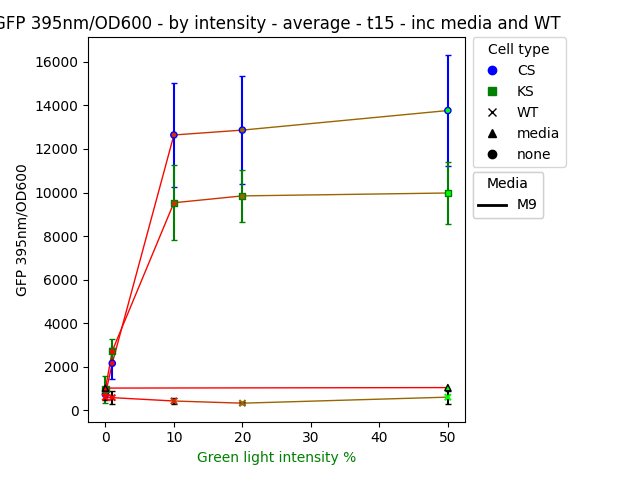 GFP 395nm/OD600 - by intensity - average - t15 - inc media and WT
Cell type
CS
KS
WT
media
none
Media
M9
GFP 395nm/OD600
16000
14000
12000
10000
8000
6000
4000
2000
0
0 10 20 30 40 50
Green light intensity %